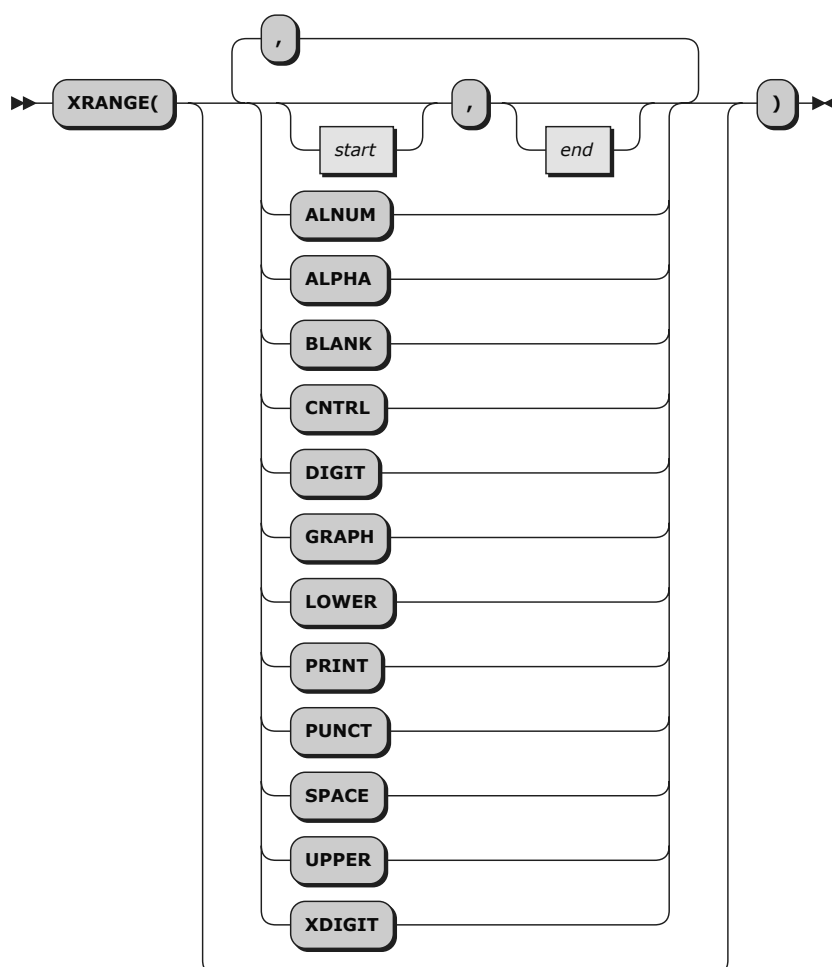 ,
XRANGE( , )
start end
ALNUM
ALPHA
BLANK
CNTRL
DIGIT
GRAPH
LOWER
PRINT
PUNCT
SPACE
UPPER
XDIGIT